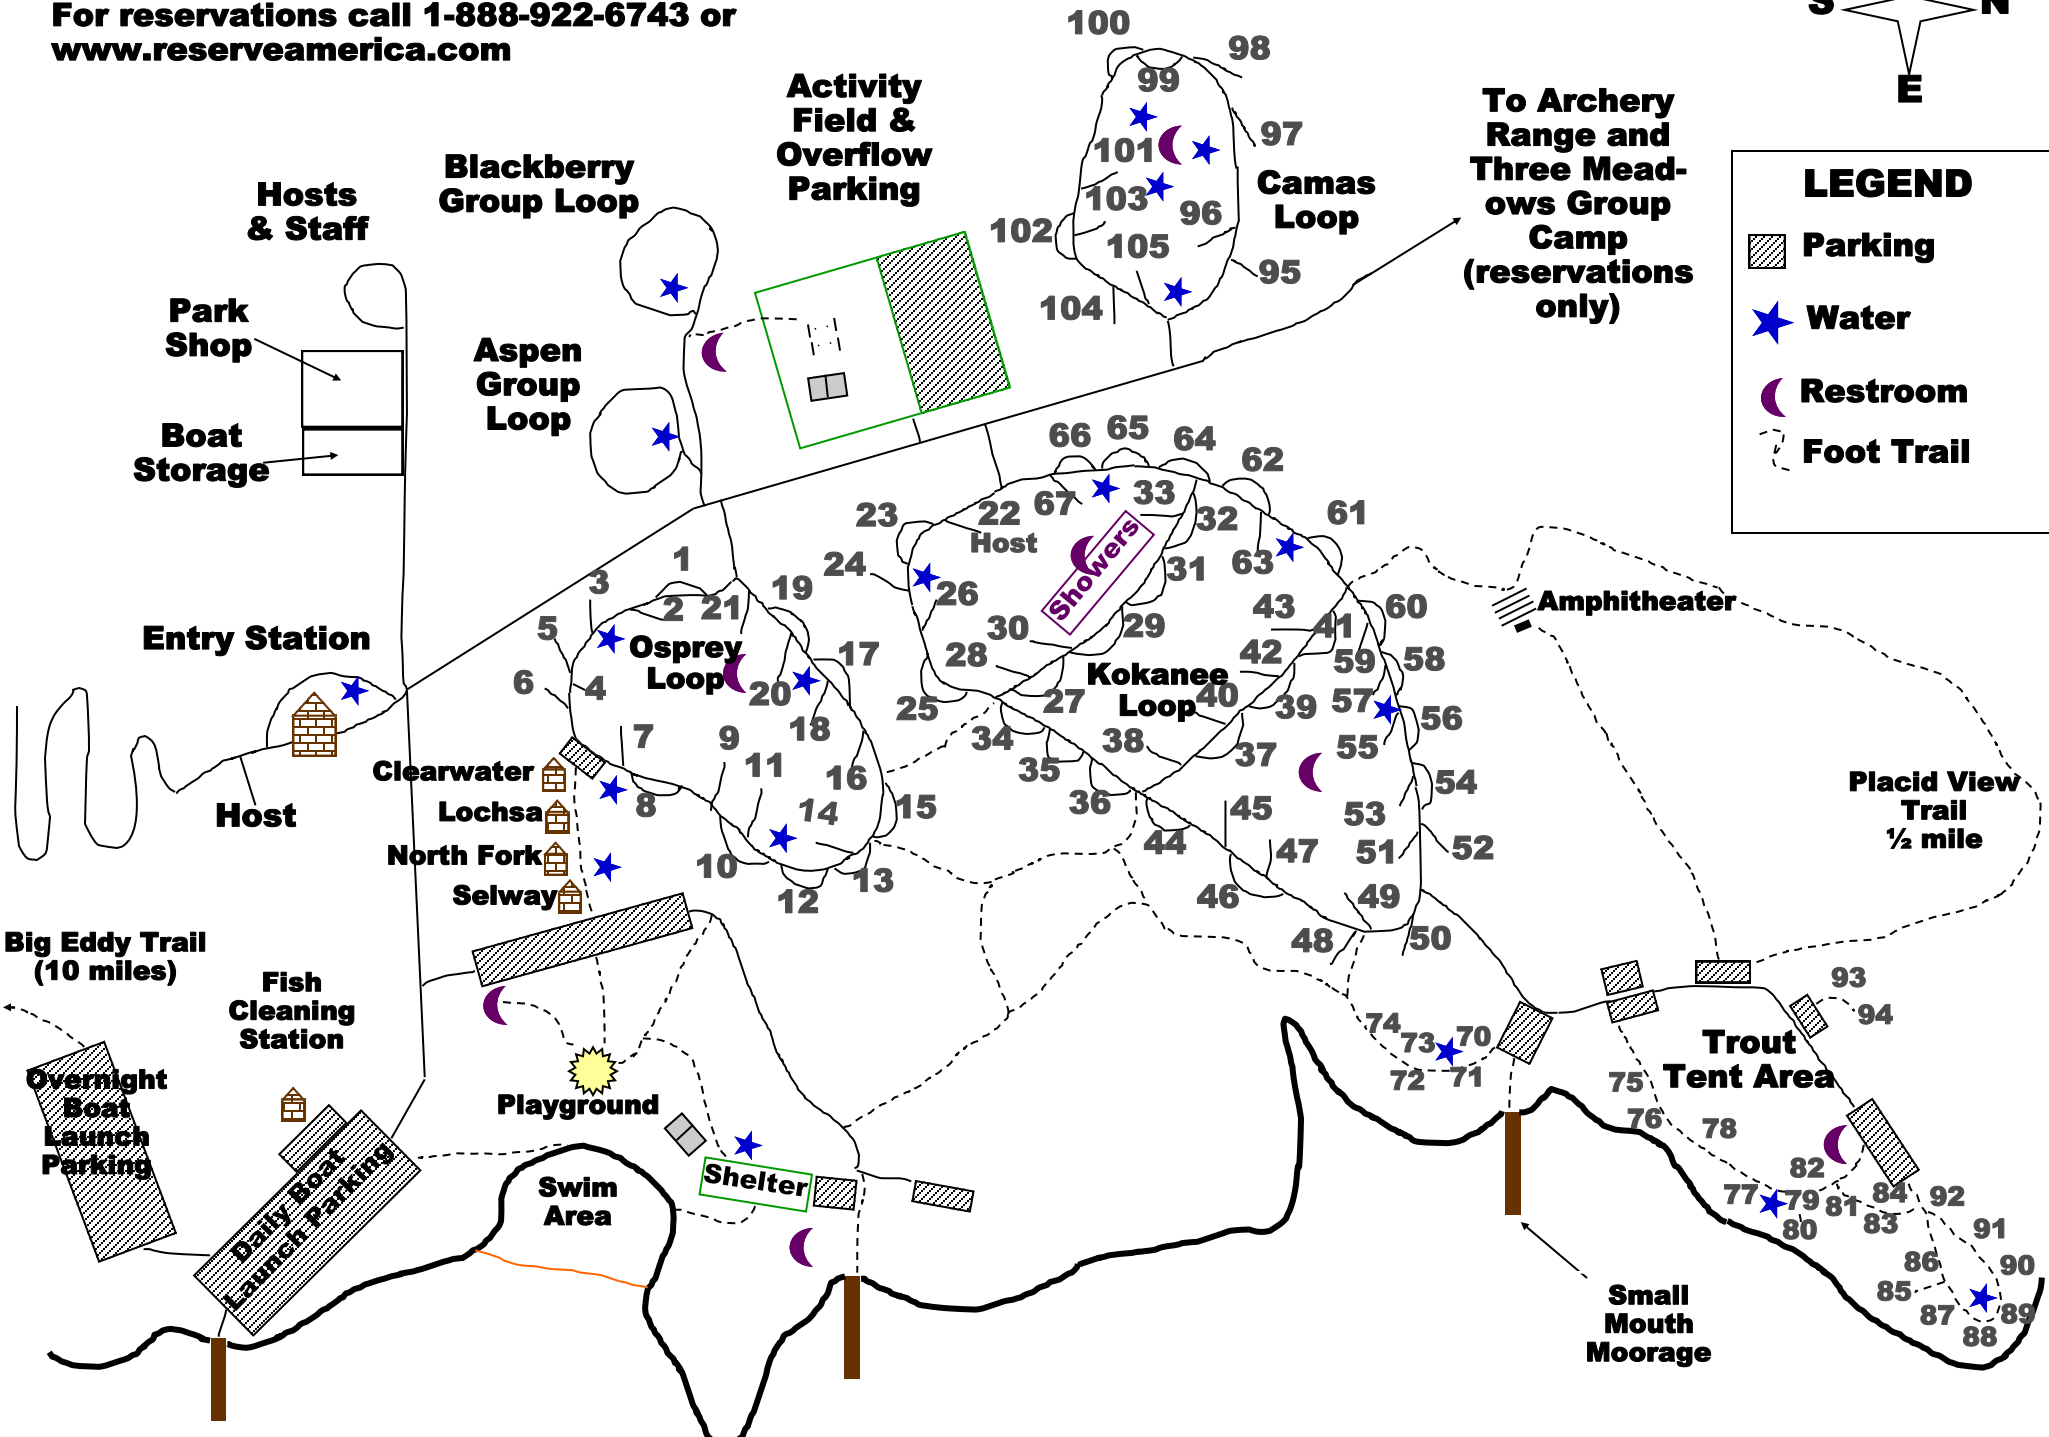 For reservations call 1-888-922-6743 or
www.reserveamerica.com
S
N
E
Activity
Field &
Overflow
Parking
Blackberry
Group Loop
Hosts
& Staff
Park
Shop
Boat
Storage
Aspen
Group
Loop
100
98
99
97
101
103
96
102
105
95
104
Camas
Loop
To Archery
Range and
Three Mead-
ows Group
Camp
(reservations
only)
LEGEND
Parking
Water
Restroom
Foot Trail
66
65
64
62
67
33
61
23
22
Host
32
63
24
31
26
Showers
30
29
28
43
41
60
42
59
58
25
27
Kokanee
Loop
40
39
57
56
34
38
37
55
35
36
54
45
53
44
47
51
52
46
49
48
50
1
3
2
21
19
5
Osprey
Loop
17
6
4
20
18
7
9
11
16
8
14
15
10
13
12
Entry Station
Host
Clearwater
Lochsa
North Fork
Selway
Amphitheater
Placid View
Trail
½ mile
Big Eddy Trail
(10 miles)
Fish
Cleaning
Station
Overnight
Boat
Launch
Parking
Daily Boat
Launch Parking
Playground
Shelter
Swim
Area
74
73
70
72
71
93
94
Trout
Tent Area
75
76
78
82
77
79
81
84
92
80
83
91
86
90
85
87
89
88
Small
Mouth
Moorage